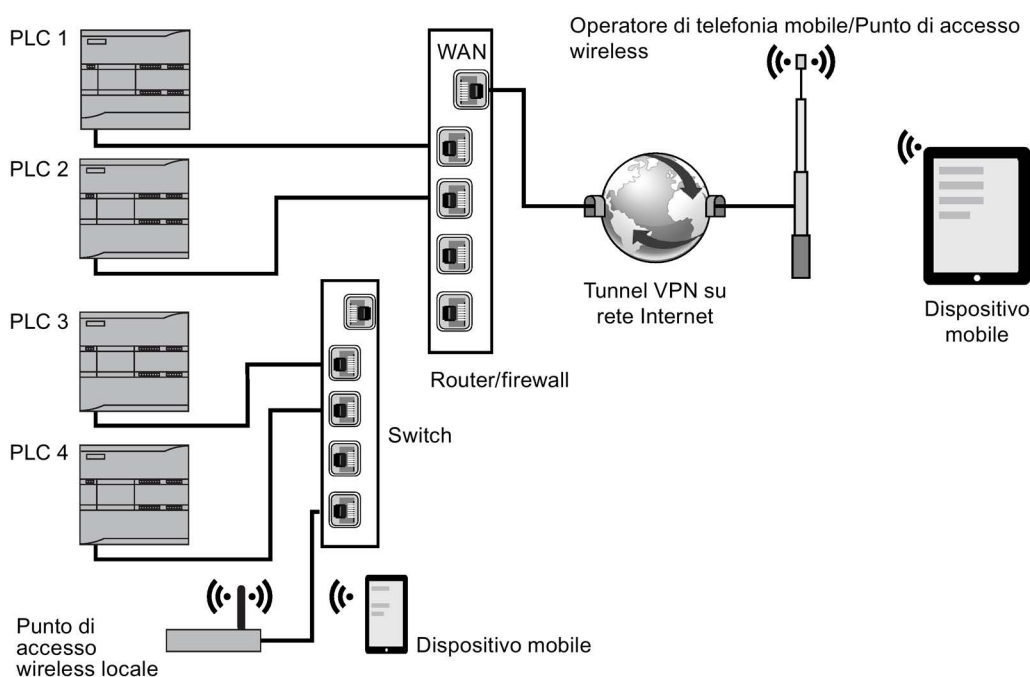 PLC 1
WAN
Operatore di telefonia mobile/Punto di accesso
wireless
PLC 2
Tunnel VPN su
rete Internet
Dispositivo
mobile
PLC 3
Router/firewall
Switch
PLC 4
Punto di
accesso
wireless locale
Dispositivo mobile